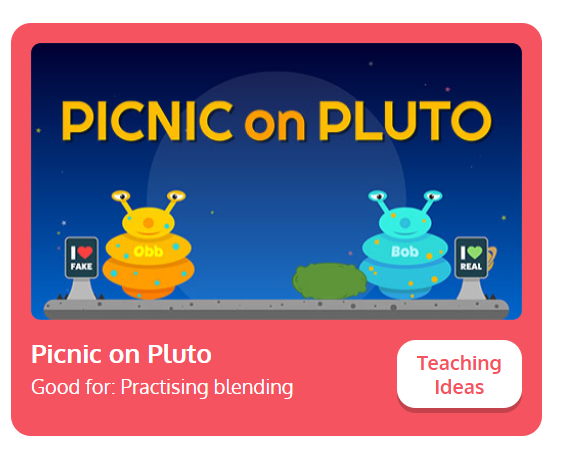 PICNIC on PLUTO
Obb
Bob
I ❤
FAKE
I 💚
REAL
Picnic on Pluto
Good for: Practising blending
Teaching
Ideas